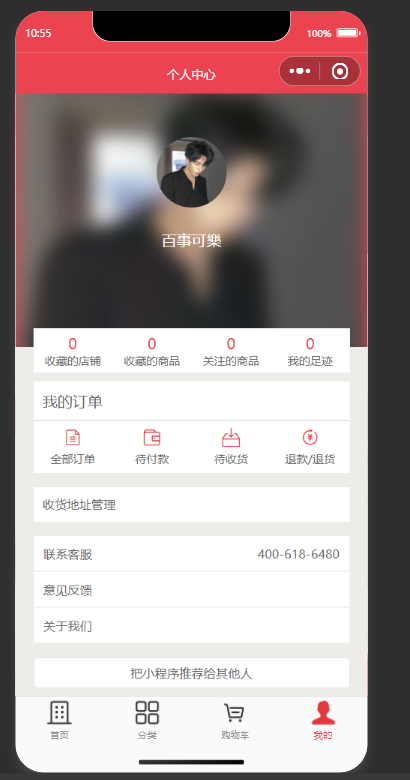 10:55 100%
个人中心
百事可樂
0 0 0 0
收藏的店铺 收藏的商品 关注的商品 我的足迹
我的订单
全部订单 待付款 待收货 退款/退货
收货地址管理
联系客服 400-618-6480
意见反馈
关于我们
把小程序推荐给其他人
首页 分类 购物车 我的